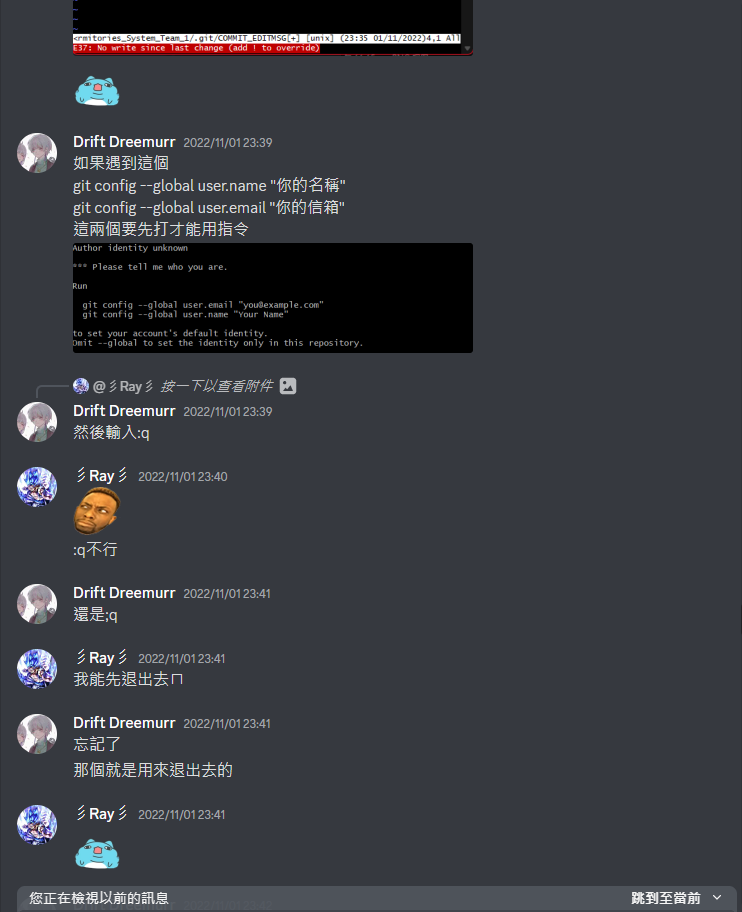 ~
~
~
<rmitories_System_Team_1/.git/COMMIT_EDITMSG[+] [unix] (23:35 01/11/2022)4,1 All
E37: No write since last change (add ! to override)
Drift Dreemurr 2022/11/01 23:39
如果遇到這個
git config --global user.name "你的名稱"
git config --global user.email "你的信箱"
這兩個要先打才能用指令
Author identity unknown
*** Please tell me who you are.
Run
git config --global user.email "you@example.com"
git config --global user.name "Your Name"
to set your account's default identity.
Omit --global to set the identity only in this repository.
@彡Ray彡 按一下以查看附件
Drift Dreemurr 2022/11/01 23:39
然後輸入:q
彡Ray彡 2022/11/01 23:40
:q不行
Drift Dreemurr 2022/11/01 23:41
還是;q
彡Ray彡 2022/11/01 23:41
我能先退出去ㄇ
Drift Dreemurr 2022/11/01 23:41
忘記了
那個就是用來退出去的
彡Ray彡 2022/11/01 23:41
您正在檢視以前的訊息 跳到至當前
Drift Dreemurr 2022/11/01 23:42